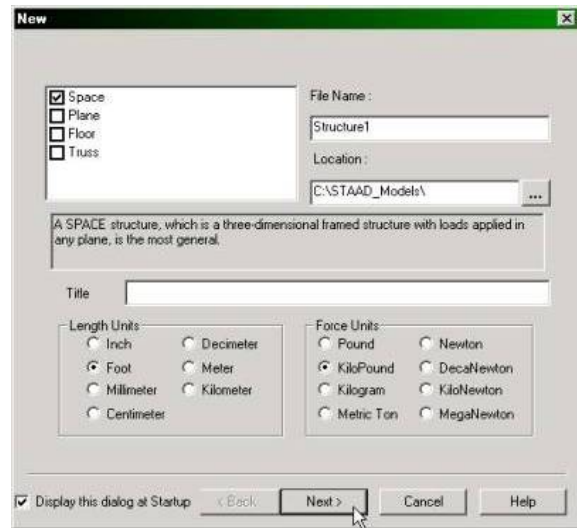 New
Space
Plane
Floor
Truss
File Name :
Structure1
Location :
C:\STAAD_Models\
...
A SPACE structure, which is a three-dimensional framed structure with loads applied in
any plane, is the most general.
Title
Length Units
Inch
Decimeter
Foot
Meter
Millimeter
Kilometer
Centimeter
Force Units
Pound
Newton
KiloPound
DecaNewton
Kilogram
KiloNewton
Metric Ton
MegaNewton
Display this dialog at Startup
< Back
Next >
Cancel
Help